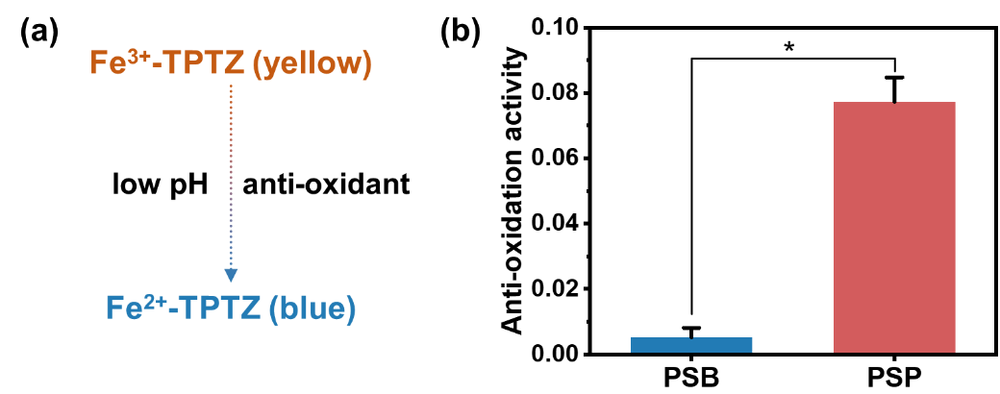 (a)
Fe³⁺-TPTZ (yellow)
low pH anti-oxidant
Fe²⁺-TPTZ (blue)
(b)
Anti-oxidation activity
0.10
0.08
0.06
0.04
0.02
0.00
*
PSB PSP